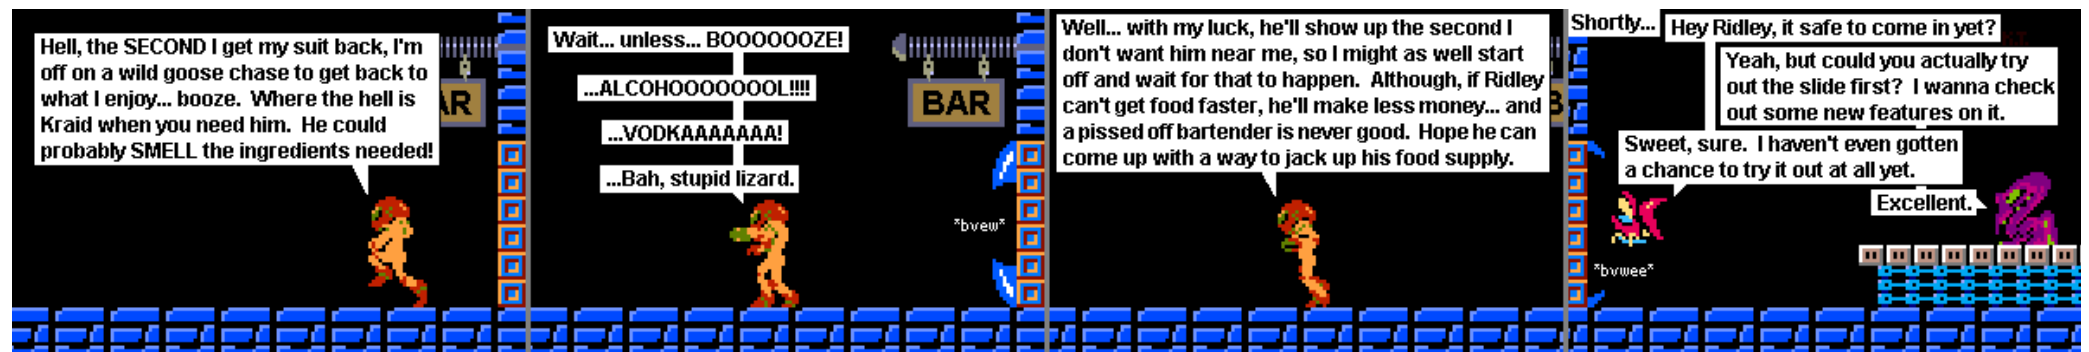 Hell, the SECOND I get my suit back, I'm
off on a wild goose chase to get back to
what I enjoy... booze.  Where the hell is
Kraid when you need him.  He could
probably SMELL the ingredients needed!
AR
Wait... unless... BOOOOOOZE!
...ALCOHOOOOOOOL!!!!
...VODKAAAAAAA!
...Bah, stupid lizard.
BAR
*bvew*
Well... with my luck, he'll show up the second I
don't want him near me, so I might as well start
off and wait for that to happen.  Although, if Ridley
can't get food faster, he'll make less money... and
a pissed off bartender is never good.  Hope he can
come up with a way to jack up his food supply.
B
Shortly...
Hey Ridley, it safe to come in yet?
Yeah, but could you actually try
out the slide first?  I wanna check
out some new features on it.
Sweet, sure.  I haven't even gotten
a chance to try it out at all yet.
Excellent.
*bvwee*